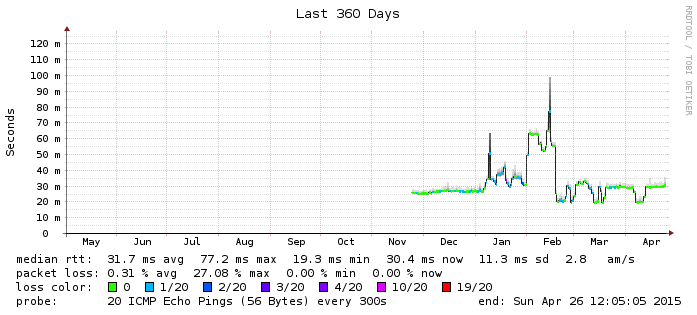 Last 360 Days
RRDTOOL / TOBI OETIKER
Seconds
120 m
110 m
100 m
90 m
80 m
70 m
60 m
50 m
40 m
30 m
20 m
10 m
0
May Jun Jul Aug Sep Oct Nov Dec Jan Feb Mar Apr
median rtt: 31.7 ms avg 77.2 ms max 19.3 ms min 30.4 ms now 11.3 ms sd 2.8 am/s
packet loss: 0.31 % avg 27.08 % max 0.00 % min 0.00 % now
loss color: 0 1/20 2/20 3/20 4/20 10/20 19/20
probe: 20 ICMP Echo Pings (56 Bytes) every 300s end: Sun Apr 26 12:05:05 2015